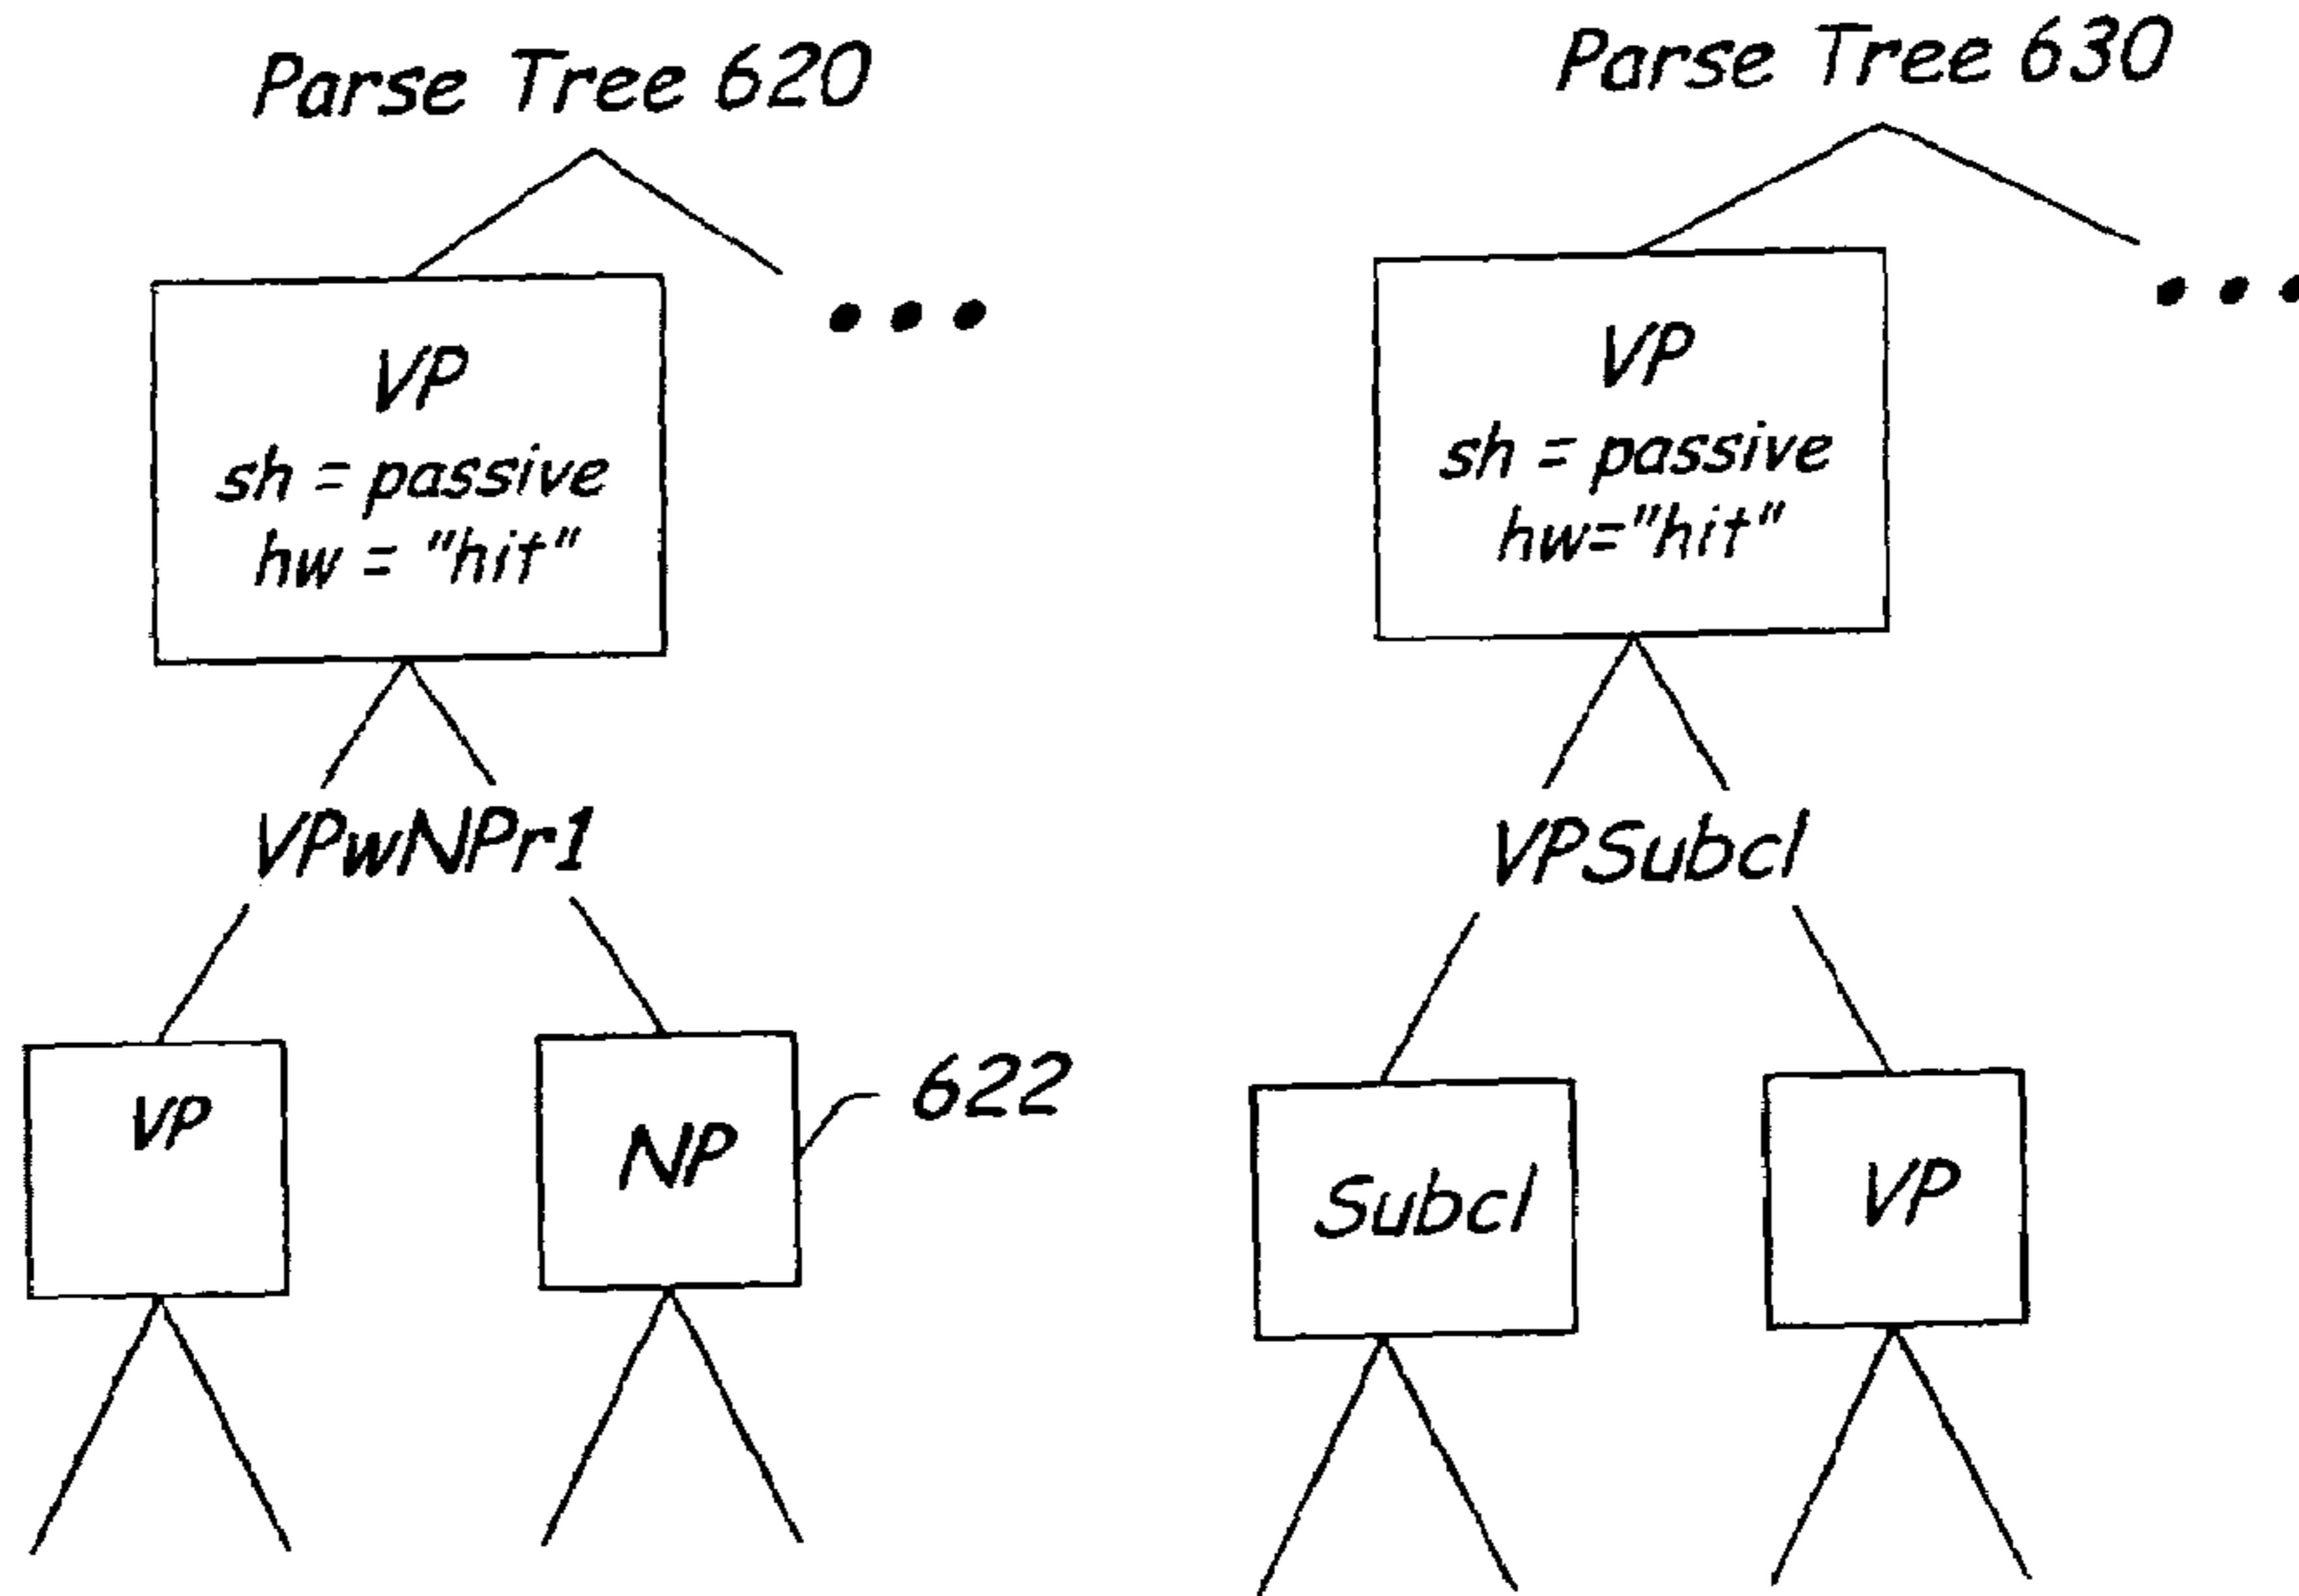 Parse Tree 620
VP
sh = passive
hw = "hit"
VPwNPr1
VP
NP
622
Parse Tree 630
VP
sh = passive
hw="hit"
VPSubcl
Subcl
VP